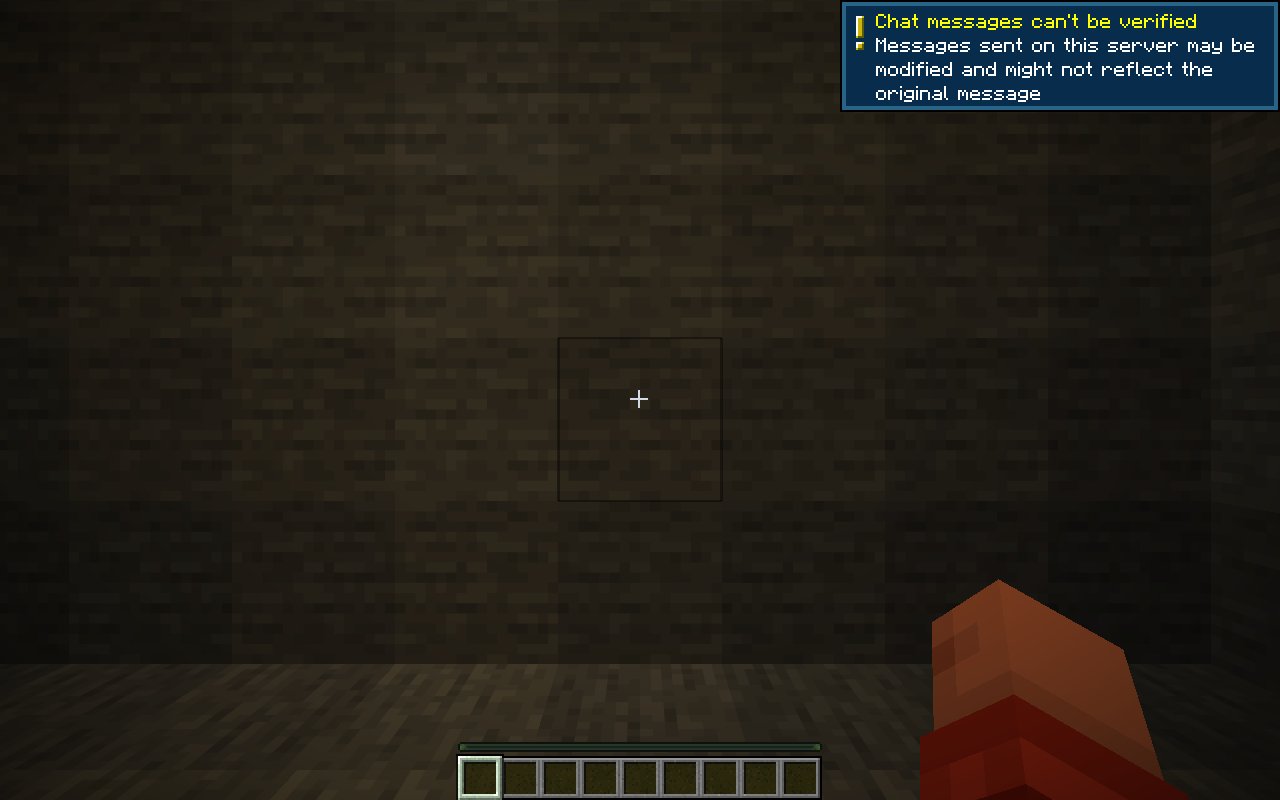 Chat messages can't be verified
Messages sent on this server may be
modified and might not reflect the
original message